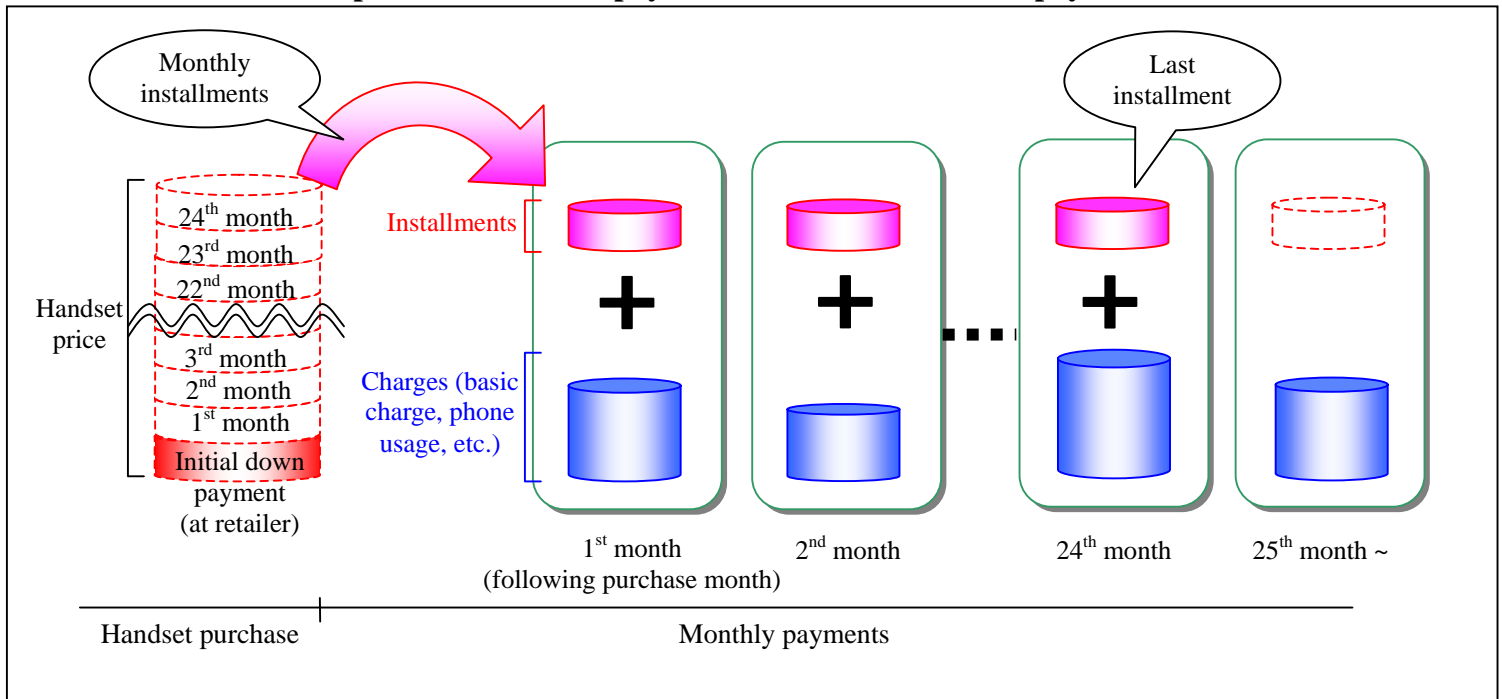 Monthly
installments
Last
installment
24th month
23rd month
22nd month
Handset
price
3rd month
2nd month
1st month
Initial down
payment
(at retailer)
Installments
Charges (basic
charge, phone
usage, etc.)
1st month
(following purchase month)
2nd month
24th month
25th month ~
Handset purchase
Monthly payments